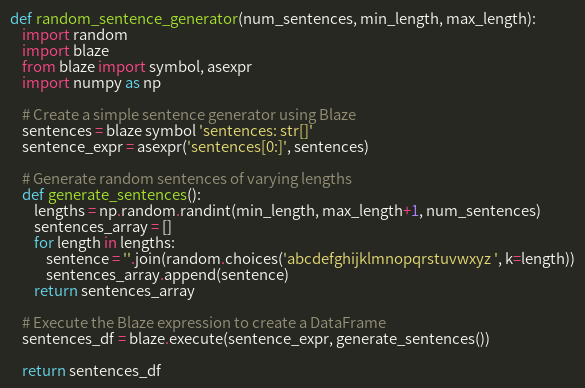 def random_sentence_generator(num_sentences, min_length, max_length):
import random
import blaze
from blaze import symbol, asexpr
import numpy as np
# Create a simple sentence generator using Blaze
sentences = blaze symbol 'sentences: str[]'
sentence_expr = asexpr('sentences[0:]', sentences)
# Generate random sentences of varying lengths
def generate_sentences():
lengths = np.random.randint(min_length, max_length+1, num_sentences)
sentences_array = []
for length in lengths:
sentence = ''.join(random.choices('abcdefghijklmnopqrstuvwxyz ', k=length))
sentences_array.append(sentence)
return sentences_array
# Execute the Blaze expression to create a DataFrame
sentences_df = blaze.execute(sentence_expr, generate_sentences())
return sentences_df